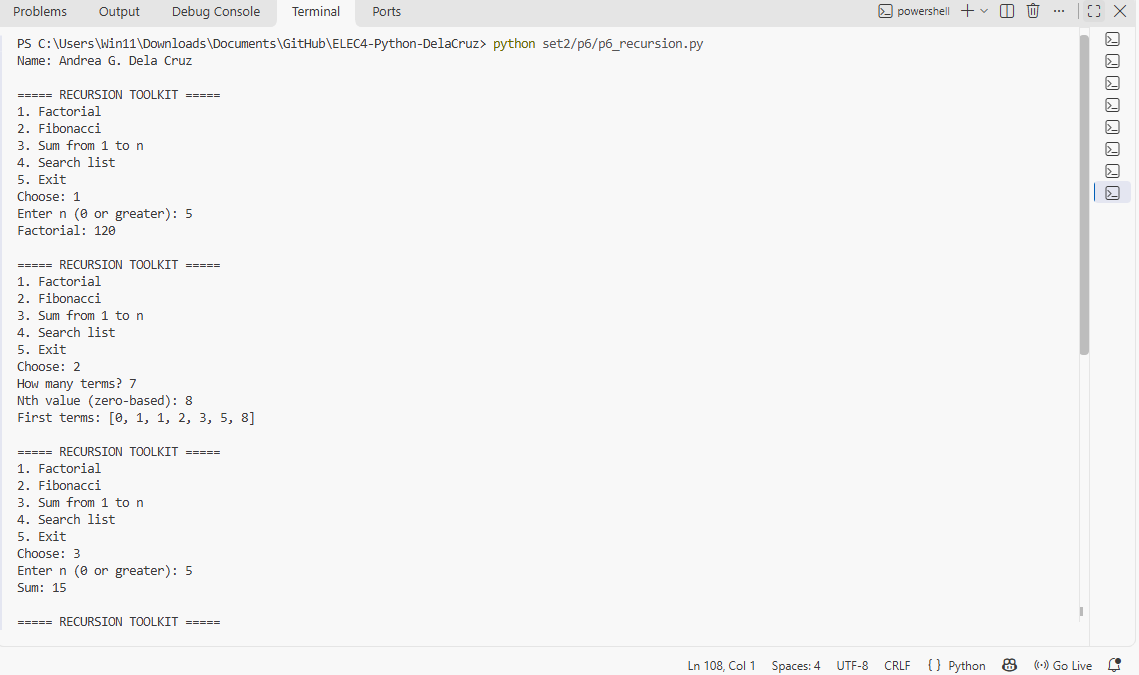 Problems Output Debug Console Terminal Ports powershell
PS C:\Users\Win11\Downloads\Documents\GitHub\ELEC4-Python-DelaCruz> python set2/p6/p6_recursion.py
Name: Andrea G. Dela Cruz
===== RECURSION TOOLKIT =====
1. Factorial
2. Fibonacci
3. Sum from 1 to n
4. Search list
5. Exit
Choose: 1
Enter n (0 or greater): 5
Factorial: 120
===== RECURSION TOOLKIT =====
1. Factorial
2. Fibonacci
3. Sum from 1 to n
4. Search list
5. Exit
Choose: 2
How many terms? 7
Nth value (zero-based): 8
First terms: [0, 1, 1, 2, 3, 5, 8]
===== RECURSION TOOLKIT =====
1. Factorial
2. Fibonacci
3. Sum from 1 to n
4. Search list
5. Exit
Choose: 3
Enter n (0 or greater): 5
Sum: 15
===== RECURSION TOOLKIT =====
Ln 108, Col 1 Spaces: 4 UTF-8 CRLF { } Python Go Live